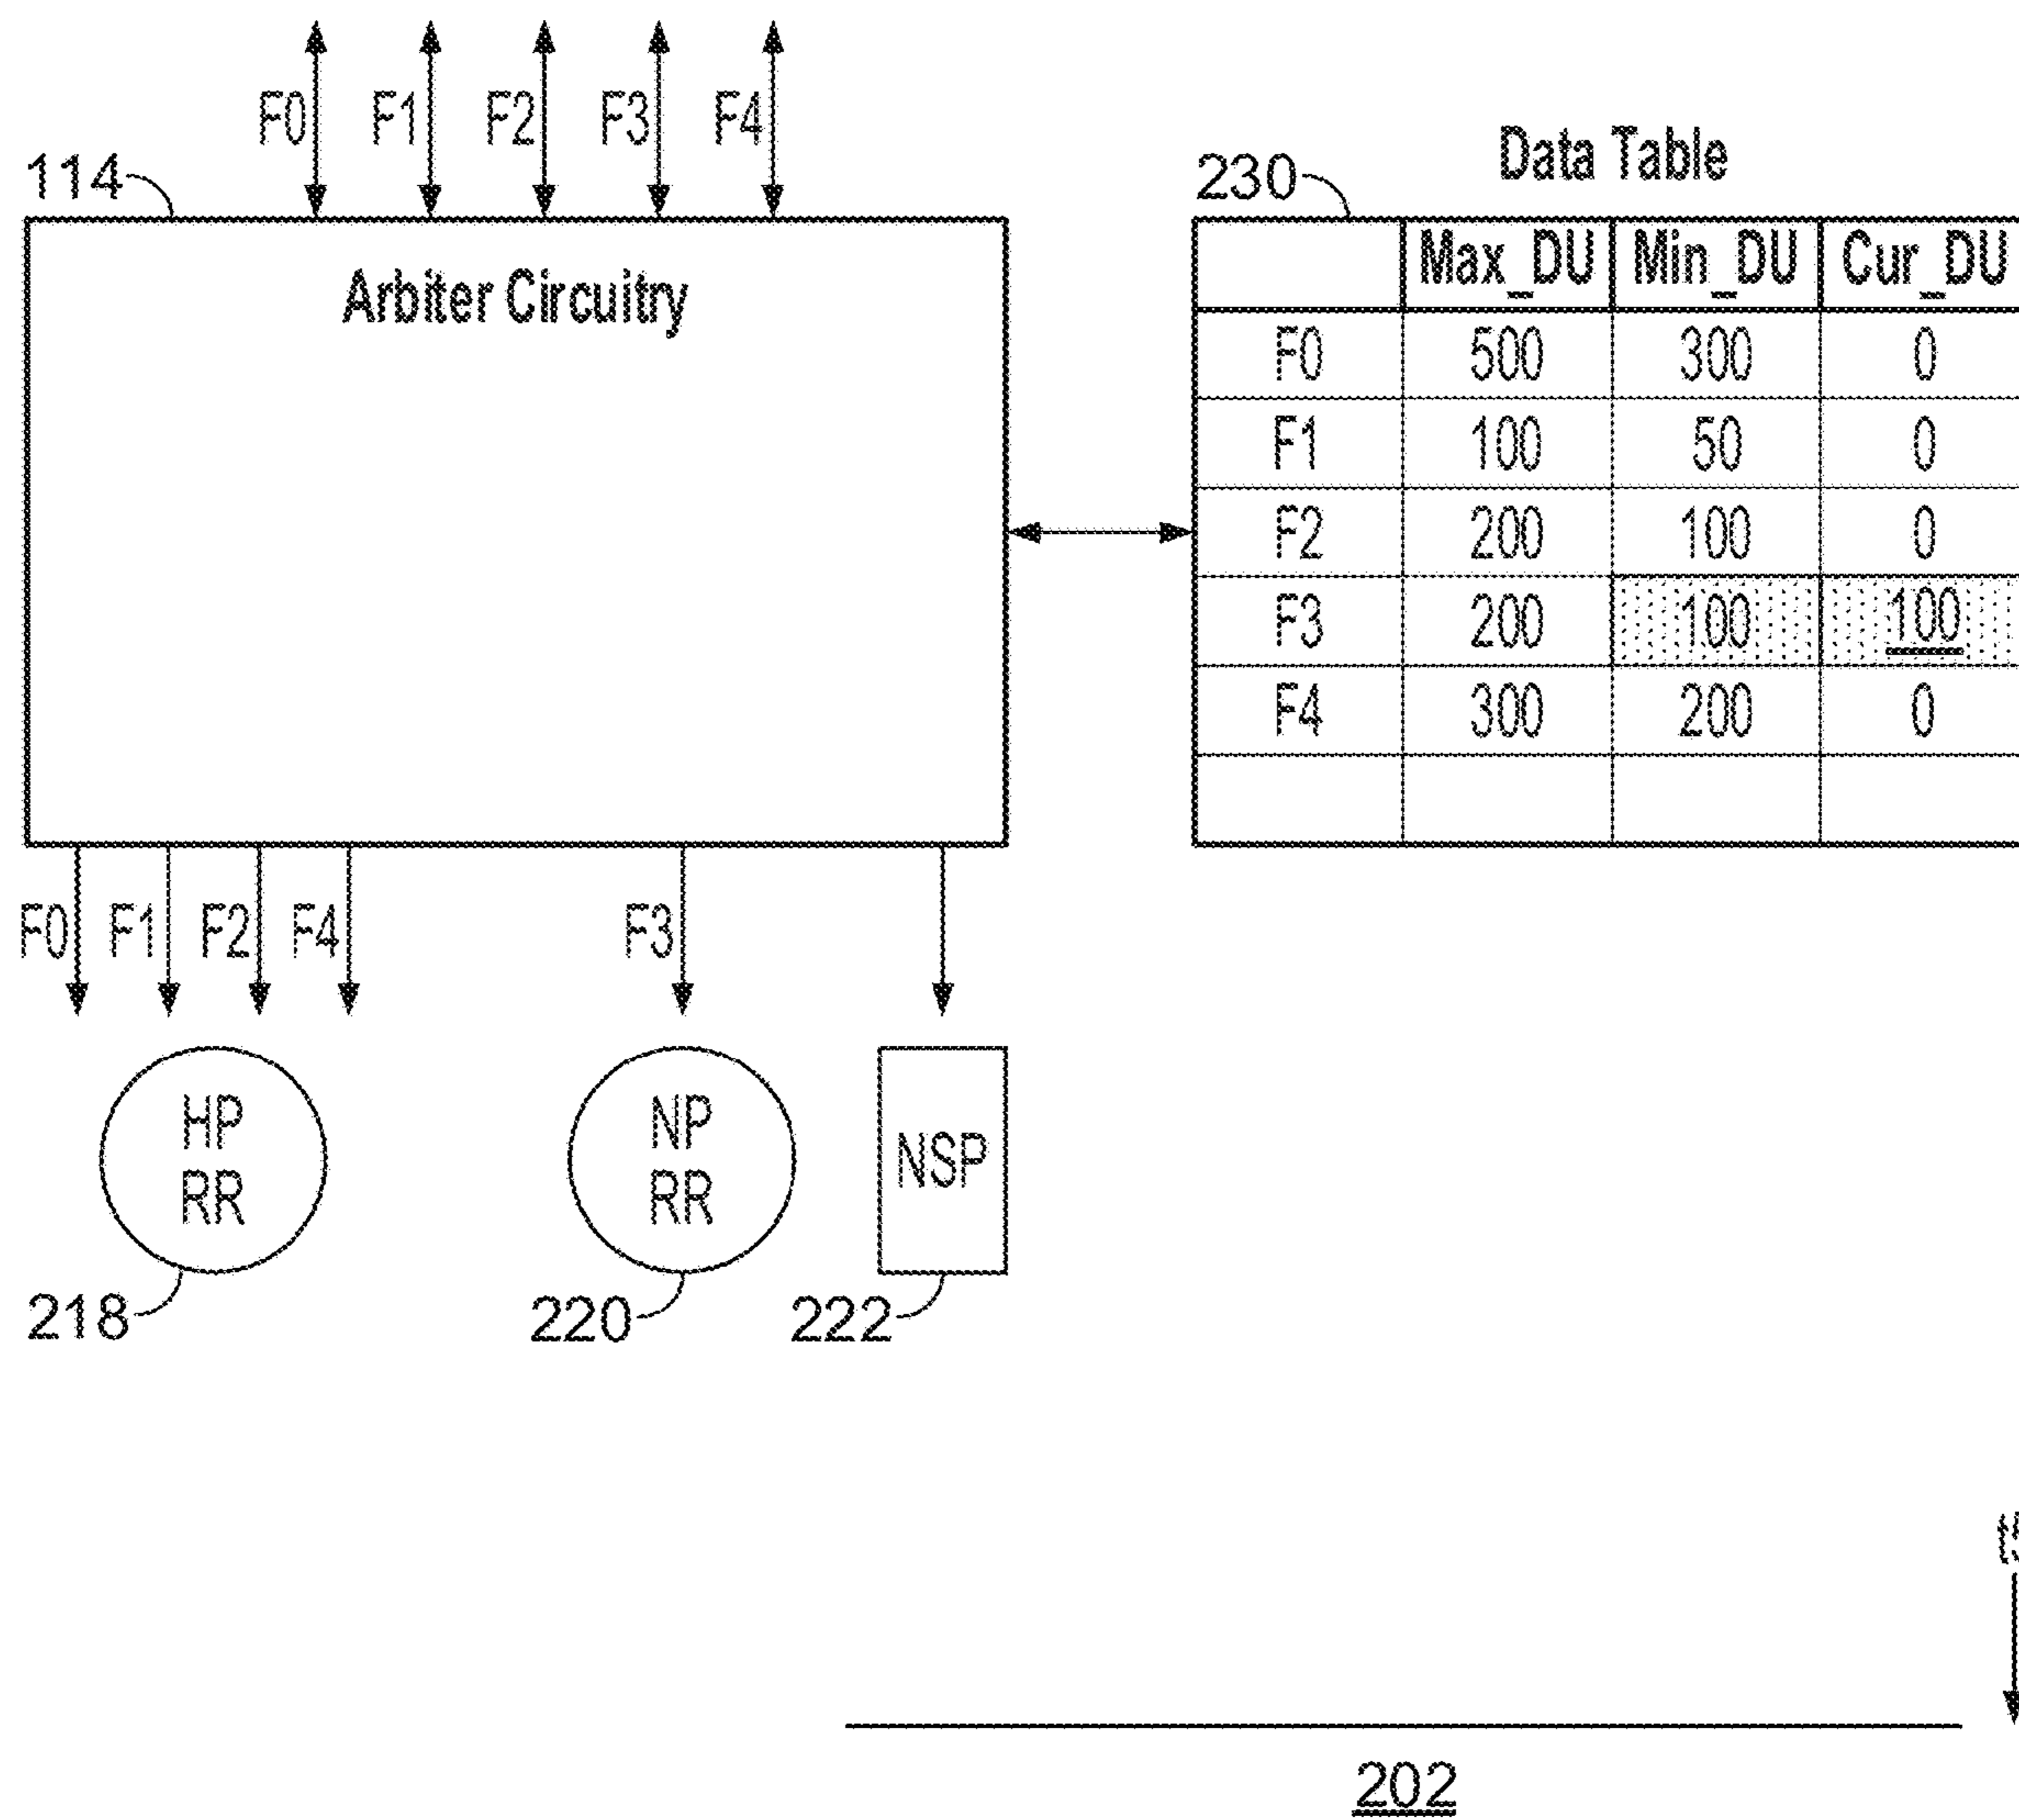 F0 F1 F2 F3 F4
114
Arbiter Circuitry
Data Table
230
Max_DU Min_DU Cur_DU
F0 500 300 0
F1 100 50 0
F2 200 100 0
F3 200 100 100
F4 300 200 0
F0 F1 F2 F4 F3
HP
RR
NP
RR
NSP
218
220
222
202